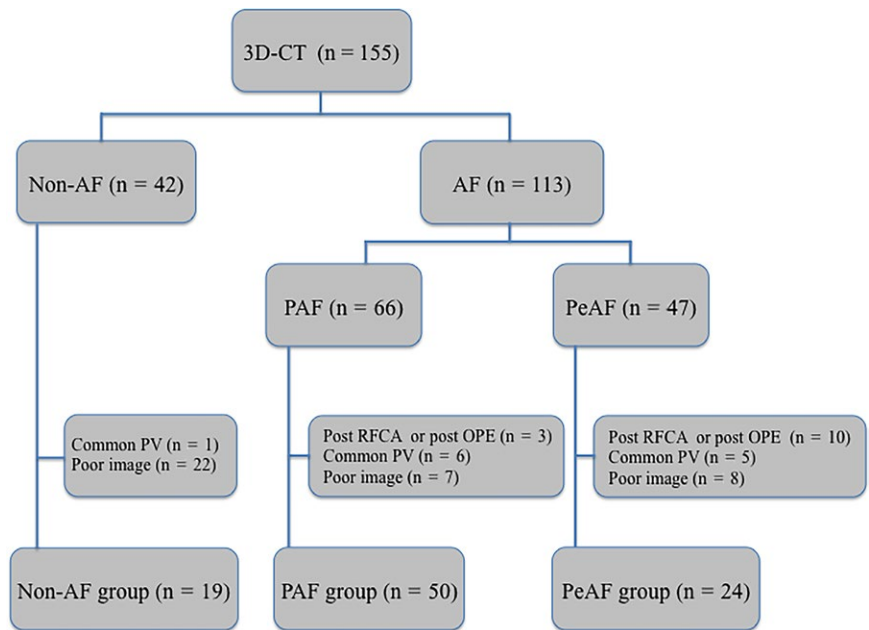 3D-CT (n = 155)
Non-AF (n = 42)
AF (n = 113)
PAF (n = 66)
PeAF (n = 47)
Common PV (n = 1)
Poor image (n = 22)
Post RFCA or post OPE (n = 3)
Common PV (n = 6)
Poor image (n = 7)
Post RFCA or post OPE (n = 10)
Common PV (n = 5)
Poor image (n = 8)
Non-AF group (n = 19)
PAF group (n = 50)
PeAF group (n = 24)